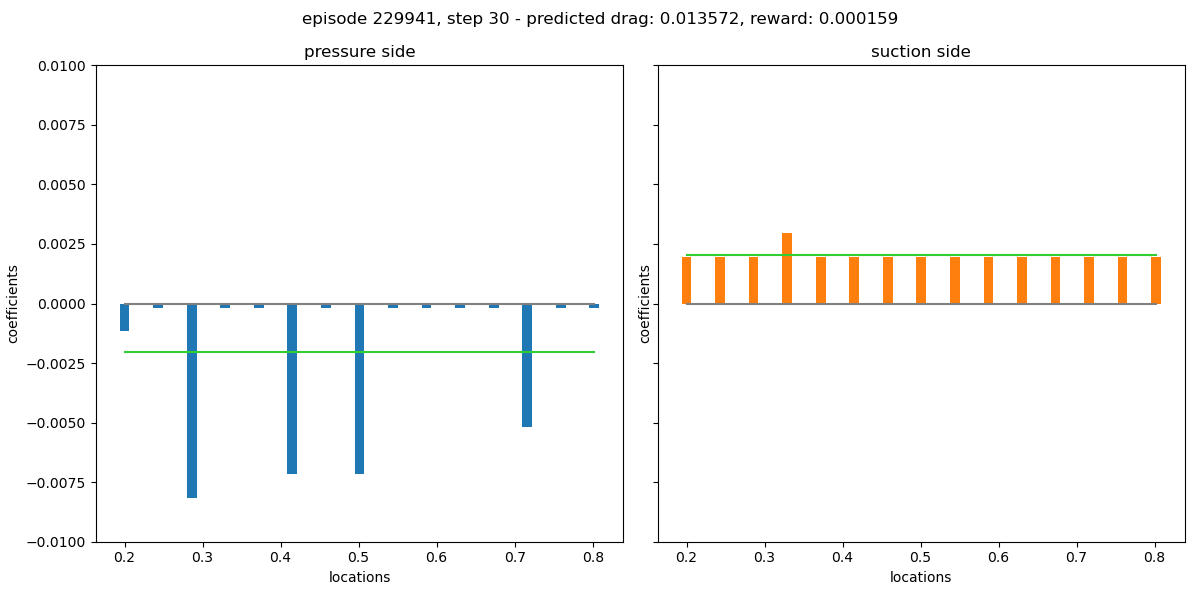 episode 229941, step 30 - predicted drag: 0.013572, reward: 0.000159
pressure side
suction side
coefficients
0.0100
0.0075
0.0050
0.0025
0.0000
−0.0025
−0.0050
−0.0075
−0.0100
0.2 0.3 0.4 0.5 0.6 0.7 0.8
locations
coefficients
0.2 0.3 0.4 0.5 0.6 0.7 0.8
locations